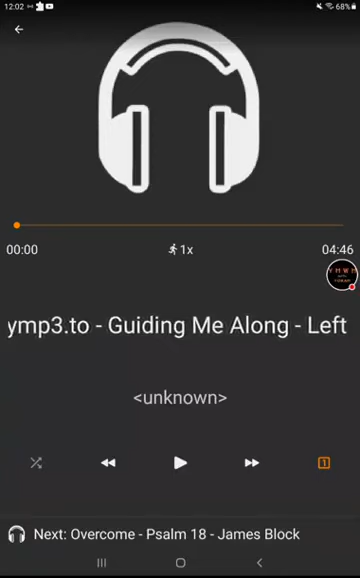 12:02
68%
00:00
1x
04:46
Y M W M
ymp3.to - Guiding Me Along - Left
<unknown>
1
Next: Overcome - Psalm 18 - James Block